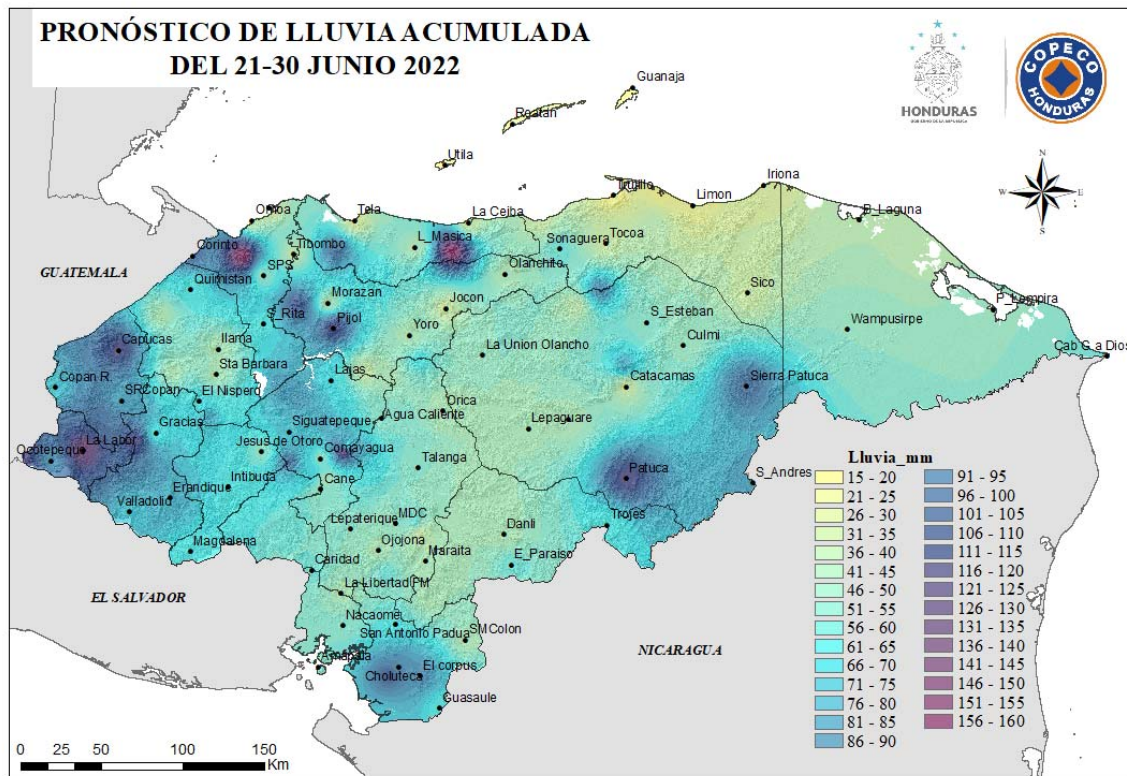 PRONÓSTICO DE LLUVIA ACUMULADA
DEL 21-30 JUNIO 2022
HONDURAS
GOBIERNO DE LA REPÚBLICA
COPECO
HONDURAS
N
W
E
S
Guanaja
Roatan
Utila
Iriona
Trujillo
Limon
Omoa
Tela
La Ceiba
B_Laguna
Corinto
Tibombo
L_Masica
Sonaguera
Tocoa
GUATEMALA
SPS
Olanchito
Quimistan
Morazan
Jocon
Sico
P_Lempira
S_Rita
Pijol
S_Esteban
Wampusirpe
Yoro
Capucas
Ilama
La Union Olancho
Culmi
Cab G a Dios
Sta Barbara
Copan R.
Lajas
Catacamas
Sierra Patuca
SRCopan
El Nispero
Orica
Gracias
Agua Caliente
Lepaguare
Siguatepeque
La Labor
Jesus de Otoro
Ocotepeque
Comayagua
Talanga
Patuca
Intibuca
Cane
S_Andres
Erandique
Valladolid
Lepaterique
MDC
Danli
Trojes
Magdalena
Ojojona
Maraita
E_Paraiso
Caridad
EL SALVADOR
La Libertad FM
Nacaome
San Antonio Padua
SMColon
NICARAGUA
Amapala
El corpus
Choluteca
Guasaule
Lluvia_mm
15 - 20
21 - 25
26 - 30
31 - 35
36 - 40
41 - 45
46 - 50
51 - 55
56 - 60
61 - 65
66 - 70
71 - 75
76 - 80
81 - 85
86 - 90
91 - 95
96 - 100
101 - 105
106 - 110
111 - 115
116 - 120
121 - 125
126 - 130
131 - 135
136 - 140
141 - 145
146 - 150
151 - 155
156 - 160
0 25 50 100 150
Km